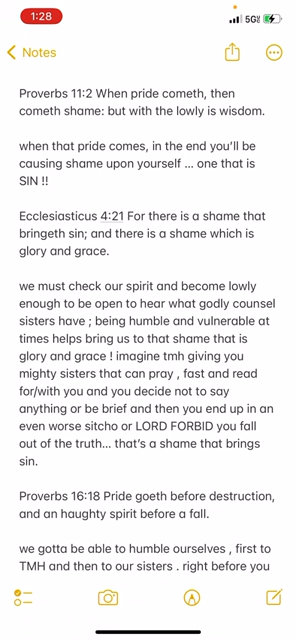 1:28
5G
Notes
Proverbs 11:2 When pride cometh, then
cometh shame: but with the lowly is wisdom.
when that pride comes, in the end you'll be
causing shame upon yourself ... one that is
SIN !!
Ecclesiasticus 4:21 For there is a shame that
bringeth sin; and there is a shame which is
glory and grace.
we must check our spirit and become lowly
enough to be open to hear what godly counsel
sisters have ; being humble and vulnerable at
times helps bring us to that shame that is
glory and grace ! imagine tmh giving you
mighty sisters that can pray , fast and read
for/with you and you decide not to say
anything or be brief and then you end up in an
even worse sitcho or LORD FORBID you fall
out of the truth... that's a shame that brings
sin.
Proverbs 16:18 Pride goeth before destruction,
and an haughty spirit before a fall.
we gotta be able to humble ourselves , first to
TMH and then to our sisters . right before you